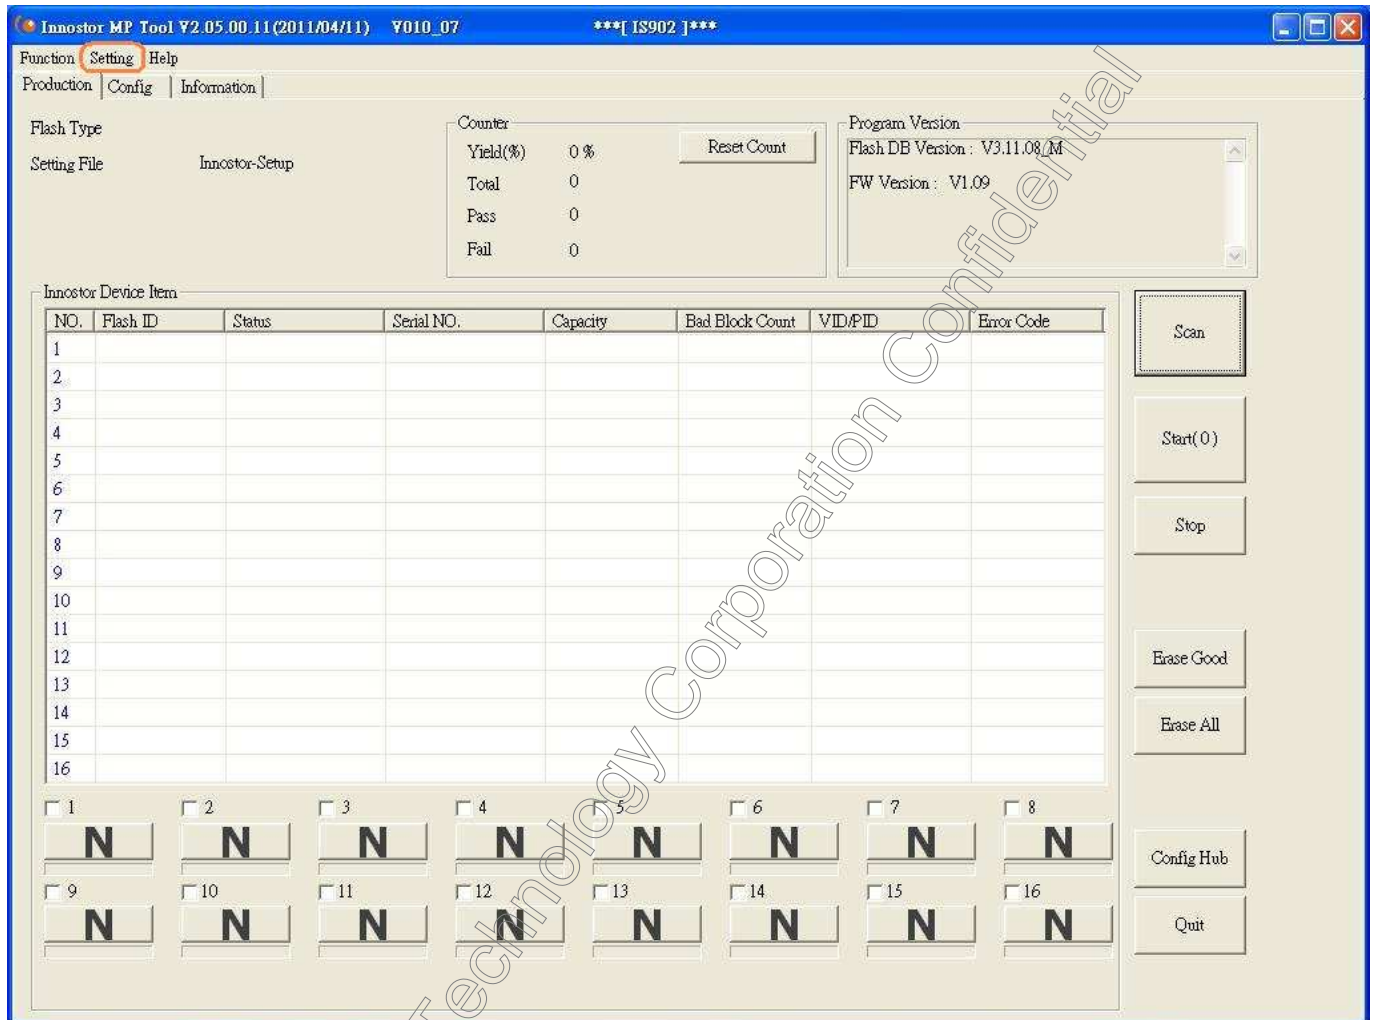 Innostor MP Tool V2.05.00.11(2011/04/11) V010_07 ***[ IS902 ]***
Function Setting Help
Production Config Information
Flash Type
Setting File Innostor-Setup
Counter
Yield(%) 0 %
Reset Count
Total 0
Pass 0
Fail 0
Program Version
Flash DB Version : V3.11.08_M
FW Version : V1.09
Innostor Device Item
NO. Flash ID Status Serial NO. Capacity Bad Block Count VID/PID Error Code
1
2
3
4
5
6
7
8
9
10
11
12
13
14
15
16
Scan
Start( 0 )
Stop
Erase Good
Erase All
Config Hub
Quit
1 2 3 4 5 6 7 8
N N N N N N N N
9 10 11 12 13 14 15 16
N N N N N N N N
Technology Corporation Confidential